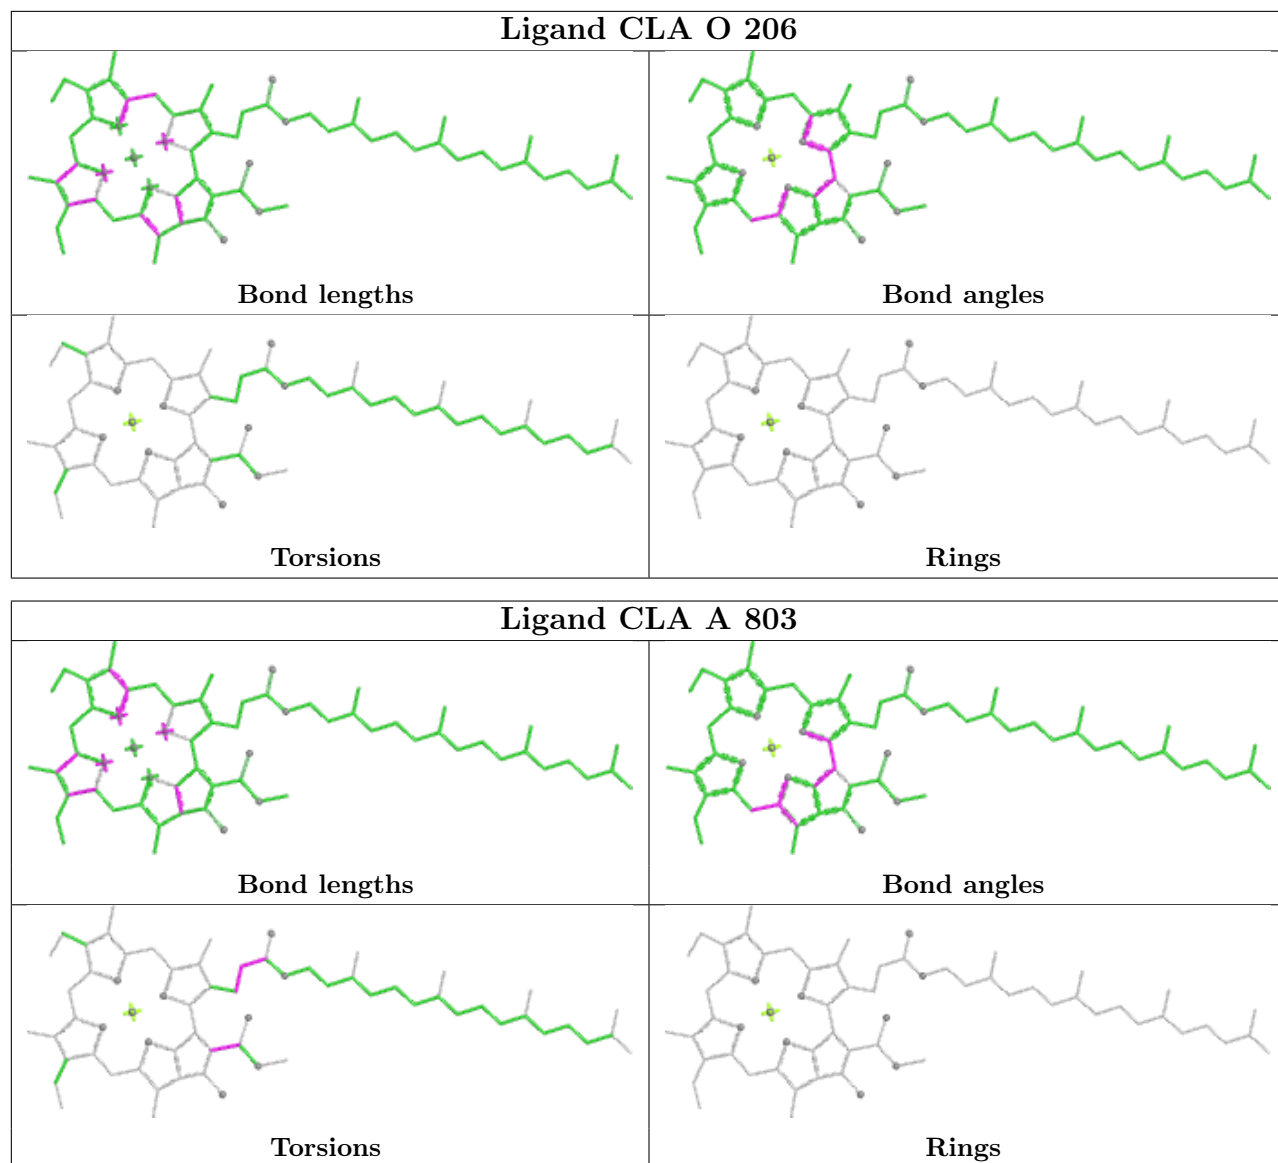 Ligand CLA O 206
Bond lengths
Bond angles
Torsions
Rings
Ligand CLA A 803
Bond lengths
Bond angles
Torsions
Rings